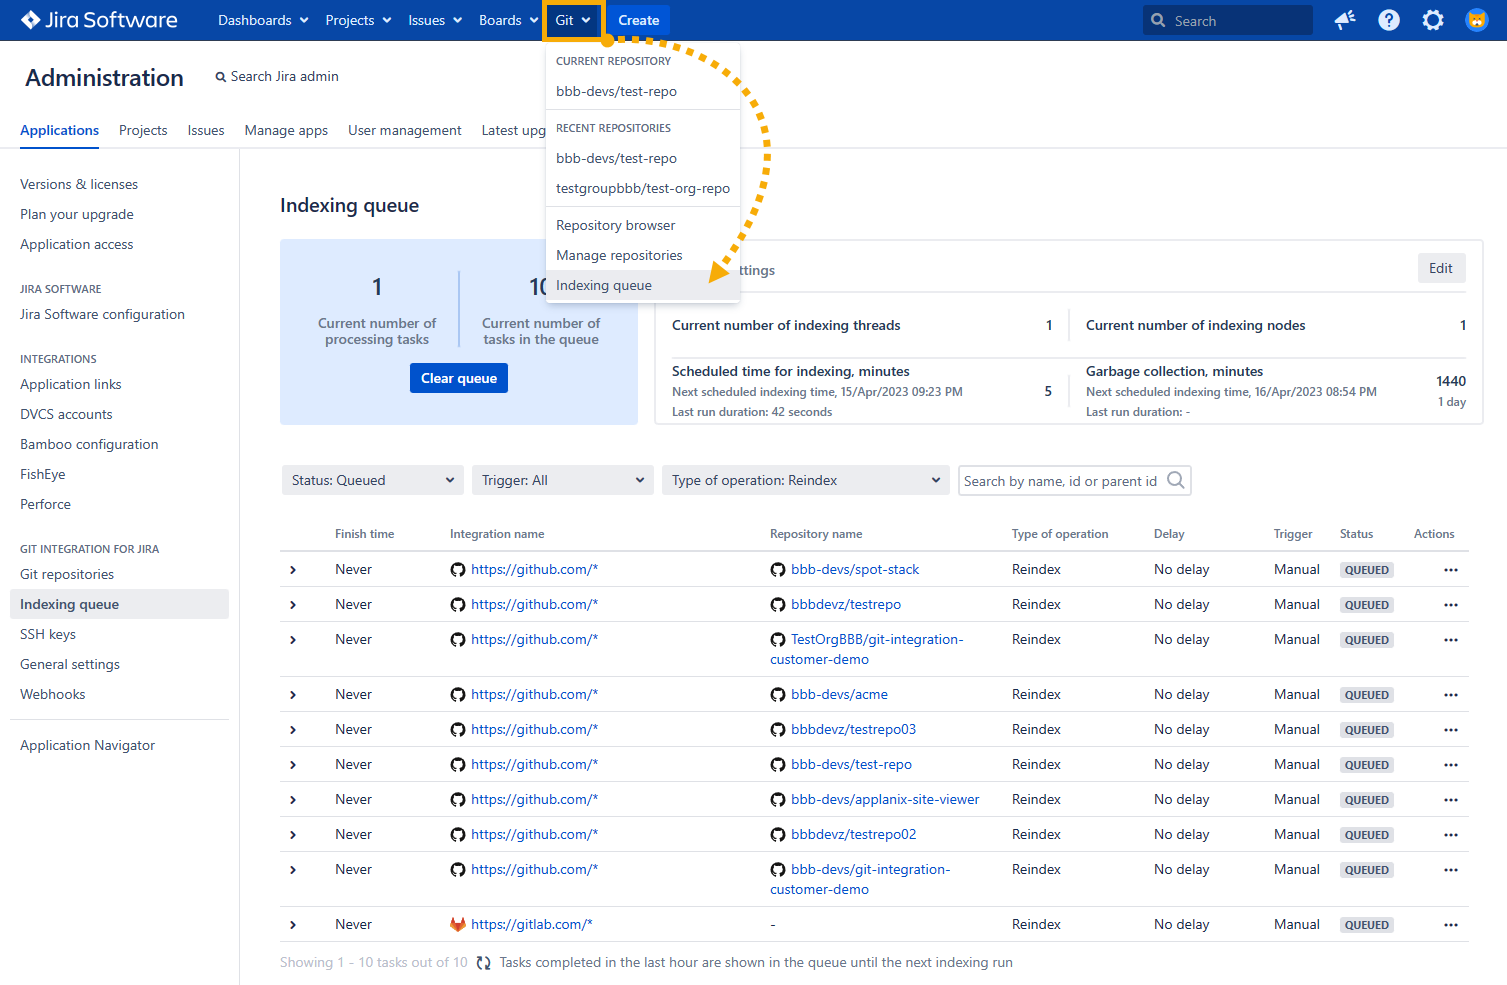 Jira Software
Dashboards
Projects
Issues
Boards
Git
Create
Search
Administration
Search Jira admin
CURRENT REPOSITORY
bbb-devs/test-repo
RECENT REPOSITORIES
bbb-devs/test-repo
testgroupbbb/test-org-repo
Repository browser
Manage repositories
Indexing queue
Applications
Projects
Issues
Manage apps
User management
Latest upg
Versions & licenses
Plan your upgrade
Application access
JIRA SOFTWARE
Jira Software configuration
INTEGRATIONS
Application links
DVCS accounts
Bamboo configuration
FishEye
Perforce
GIT INTEGRATION FOR JIRA
Git repositories
Indexing queue
SSH keys
General settings
Webhooks
Application Navigator
Indexing queue
1
Current number of
processing tasks
10
Current number of
tasks in the queue
Clear queue
ttings
Edit
Current number of indexing threads 1
Current number of indexing nodes 1
Scheduled time for indexing, minutes
Next scheduled indexing time, 15/Apr/2023 09:23 PM
Last run duration: 42 seconds
5
Garbage collection, minutes
Next scheduled indexing time, 16/Apr/2023 08:54 PM
Last run duration: -
1440
1 day
Status: Queued
Trigger: All
Type of operation: Reindex
Search by name, id or parent id
Finish time Integration name Repository name Type of operation Delay Trigger Status Actions
Never https://github.com/* bbb-devs/spot-stack Reindex No delay Manual QUEUED
Never https://github.com/* bbbdevz/testrepo Reindex No delay Manual QUEUED
Never https://github.com/* TestOrgBBB/git-integration- Reindex No delay Manual QUEUED
customer-demo
Never https://github.com/* bbb-devs/acme Reindex No delay Manual QUEUED
Never https://github.com/* bbbdevz/testrepo03 Reindex No delay Manual QUEUED
Never https://github.com/* bbb-devs/test-repo Reindex No delay Manual QUEUED
Never https://github.com/* bbb-devs/applanix-site-viewer Reindex No delay Manual QUEUED
Never https://github.com/* bbbdevz/testrepo02 Reindex No delay Manual QUEUED
Never https://github.com/* bbb-devs/git-integration- Reindex No delay Manual QUEUED
customer-demo
Never https://gitlab.com/* - Reindex No delay Manual QUEUED
Showing 1 - 10 tasks out of 10 Tasks completed in the last hour are shown in the queue until the next indexing run